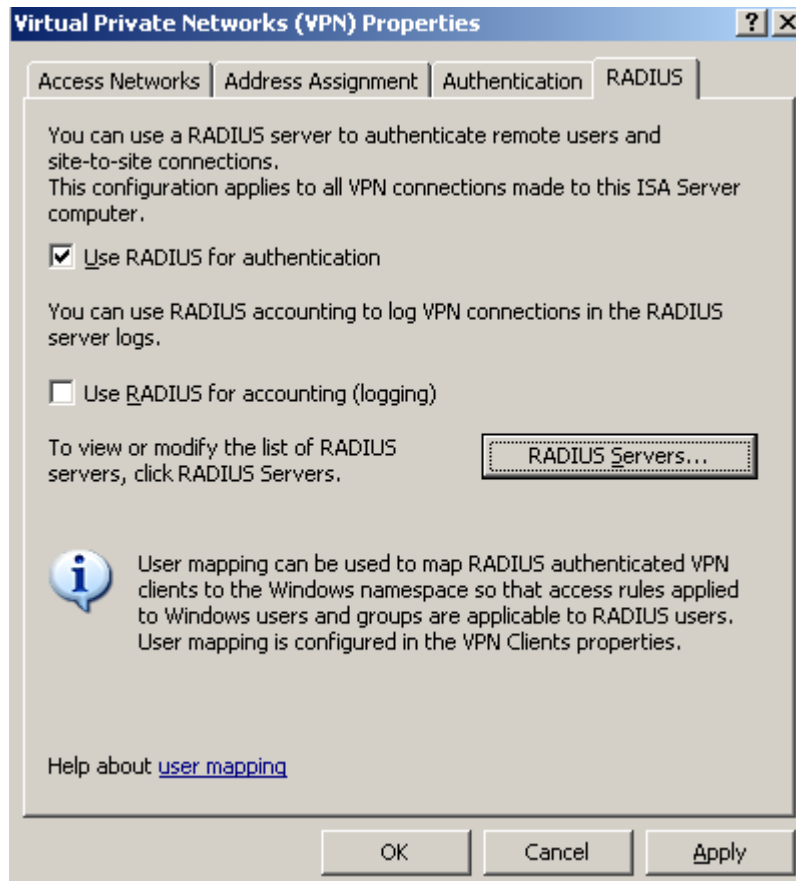 Virtual Private Networks (VPN) Properties
Access Networks
Address Assignment
Authentication
RADIUS
You can use a RADIUS server to authenticate remote users and
site-to-site connections.
This configuration applies to all VPN connections made to this ISA Server
computer.
Use RADIUS for authentication
You can use RADIUS accounting to log VPN connections in the RADIUS
server logs.
Use RADIUS for accounting (logging)
To view or modify the list of RADIUS
servers, click RADIUS Servers.
RADIUS Servers...
User mapping can be used to map RADIUS authenticated VPN
clients to the Windows namespace so that access rules applied
to Windows users and groups are applicable to RADIUS users.
User mapping is configured in the VPN Clients properties.
Help about user mapping
OK
Cancel
Apply